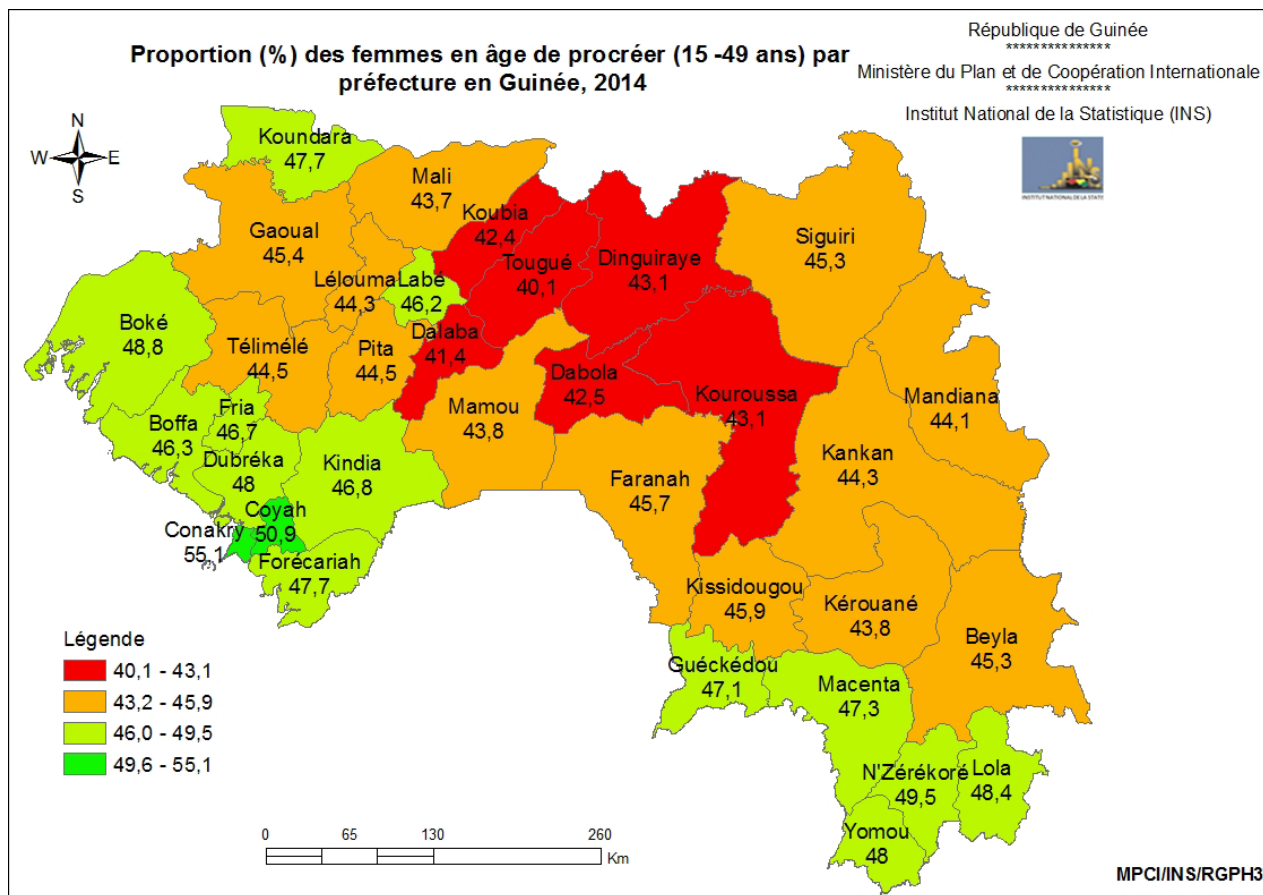 Proportion (%) des femmes en âge de procréer (15 -49 ans) par
préfecture en Guinée, 2014
République de Guinée
***************
Ministère du Plan et de Coopération Internationale
***************
Institut National de la Statistique (INS)
INSTITUT NATIONAL DE LA STATI
N
W E
S
Koundara
47,7
Mali
43,7
Koubia
42,4
Gaoual
45,4
Tougué
40,1
Dinguiraye
43,1
Siguiri
45,3
Lélouma
44,3
Labé
46,2
Boké
48,8
Télimélé
44,5
Pita
44,5
Dalaba
41,4
Dabola
42,5
Kouroussa
43,1
Mandiana
44,1
Fria
46,7
Boffa
46,3
Mamou
43,8
Dubréka
48
Kindia
46,8
Kankan
44,3
Faranah
45,7
Coyah
50,9
Conakry
55,1
Forécariah
47,7
Kissidougou
45,9
Kérouané
43,8
Beyla
45,3
Guéckédou
47,1
Macenta
47,3
N'Zérékoré
49,5
Lola
48,4
Yomou
48
Légende
40,1 - 43,1
43,2 - 45,9
46,0 - 49,5
49,6 - 55,1
0 65 130 260
Km
MPCI/INS/RGPH3